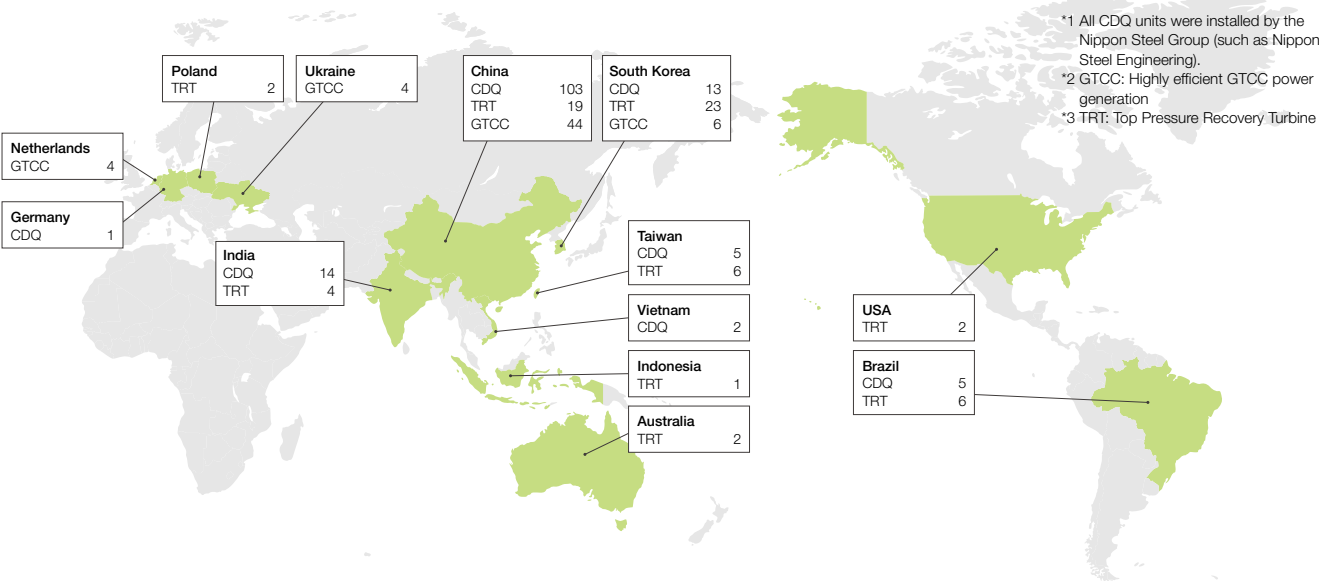 *1 All CDQ units were installed by the
Nippon Steel Group (such as Nippon
Steel Engineering).
*2 GTCC: Highly efficient GTCC power
generation
*3 TRT: Top Pressure Recovery Turbine
Poland
TRT 2
Ukraine
GTCC 4
China
CDQ 103
TRT 19
GTCC 44
South Korea
CDQ 13
TRT 23
GTCC 6
Netherlands
GTCC 4
Germany
CDQ 1
India
CDQ 14
TRT 4
Taiwan
CDQ 5
TRT 6
Vietnam
CDQ 2
Indonesia
TRT 1
Australia
TRT 2
USA
TRT 2
Brazil
CDQ 5
TRT 6